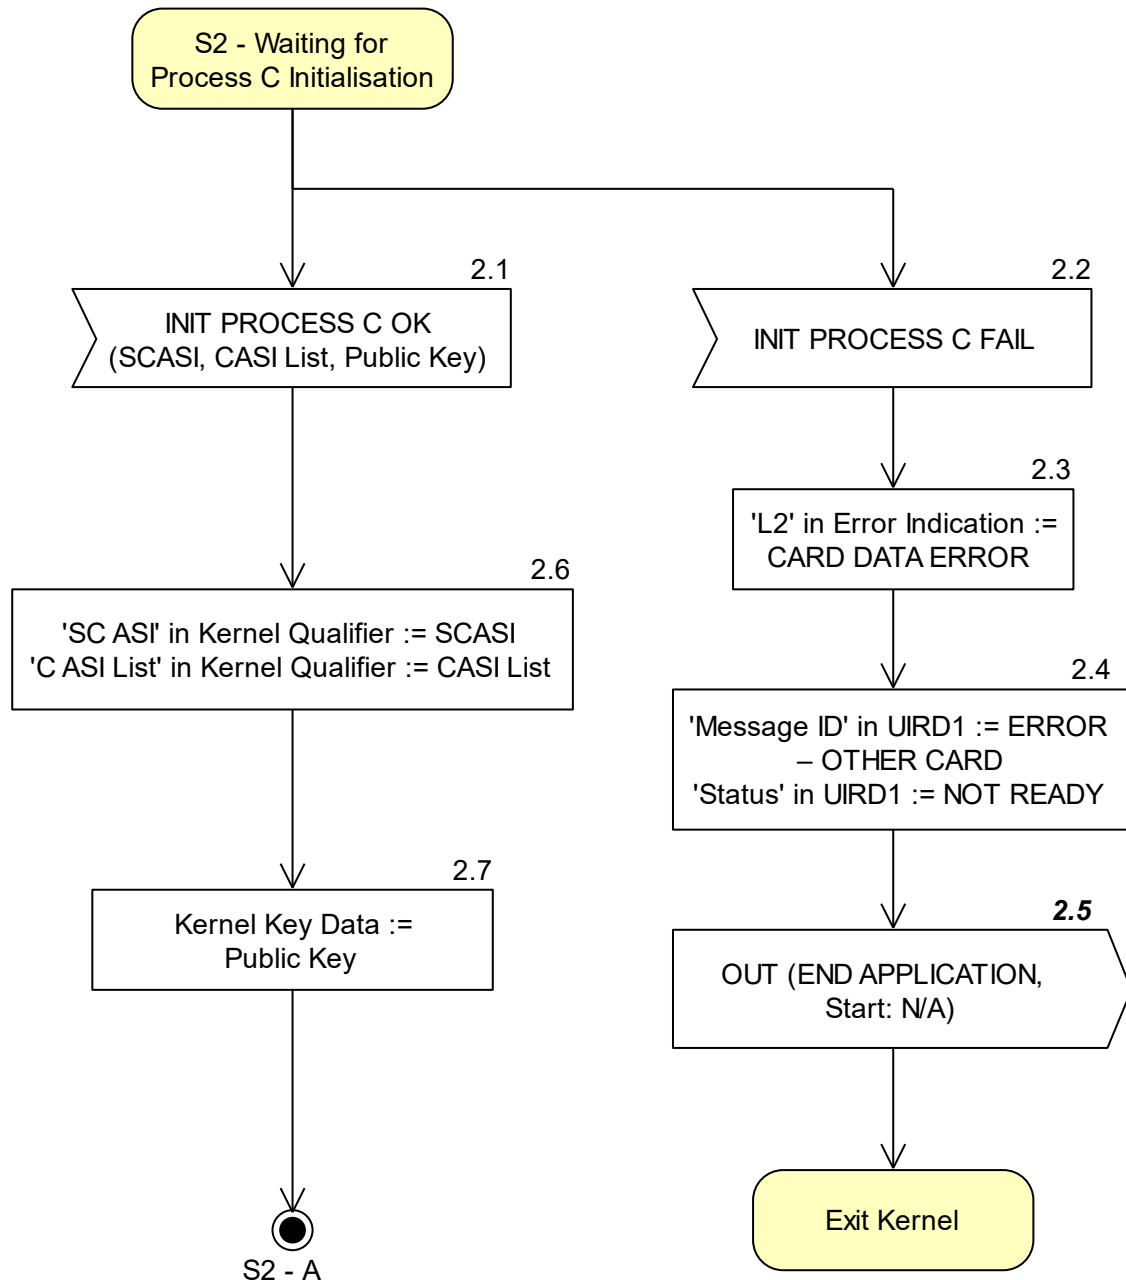 S2 - Waiting for
Process C Initialisation
2.1
INIT PROCESS C OK
(SCASI, CASI List, Public Key)
2.2
INIT PROCESS C FAIL
2.3
'L2' in Error Indication :=
CARD DATA ERROR
2.6
'SC ASI' in Kernel Qualifier := SCASI
'C ASI List' in Kernel Qualifier := CASI List
2.4
'Message ID' in UIRD1 := ERROR
– OTHER CARD
'Status' in UIRD1 := NOT READY
2.7
Kernel Key Data :=
Public Key
2.5
OUT (END APPLICATION,
Start: N/A)
Exit Kernel
S2 - A